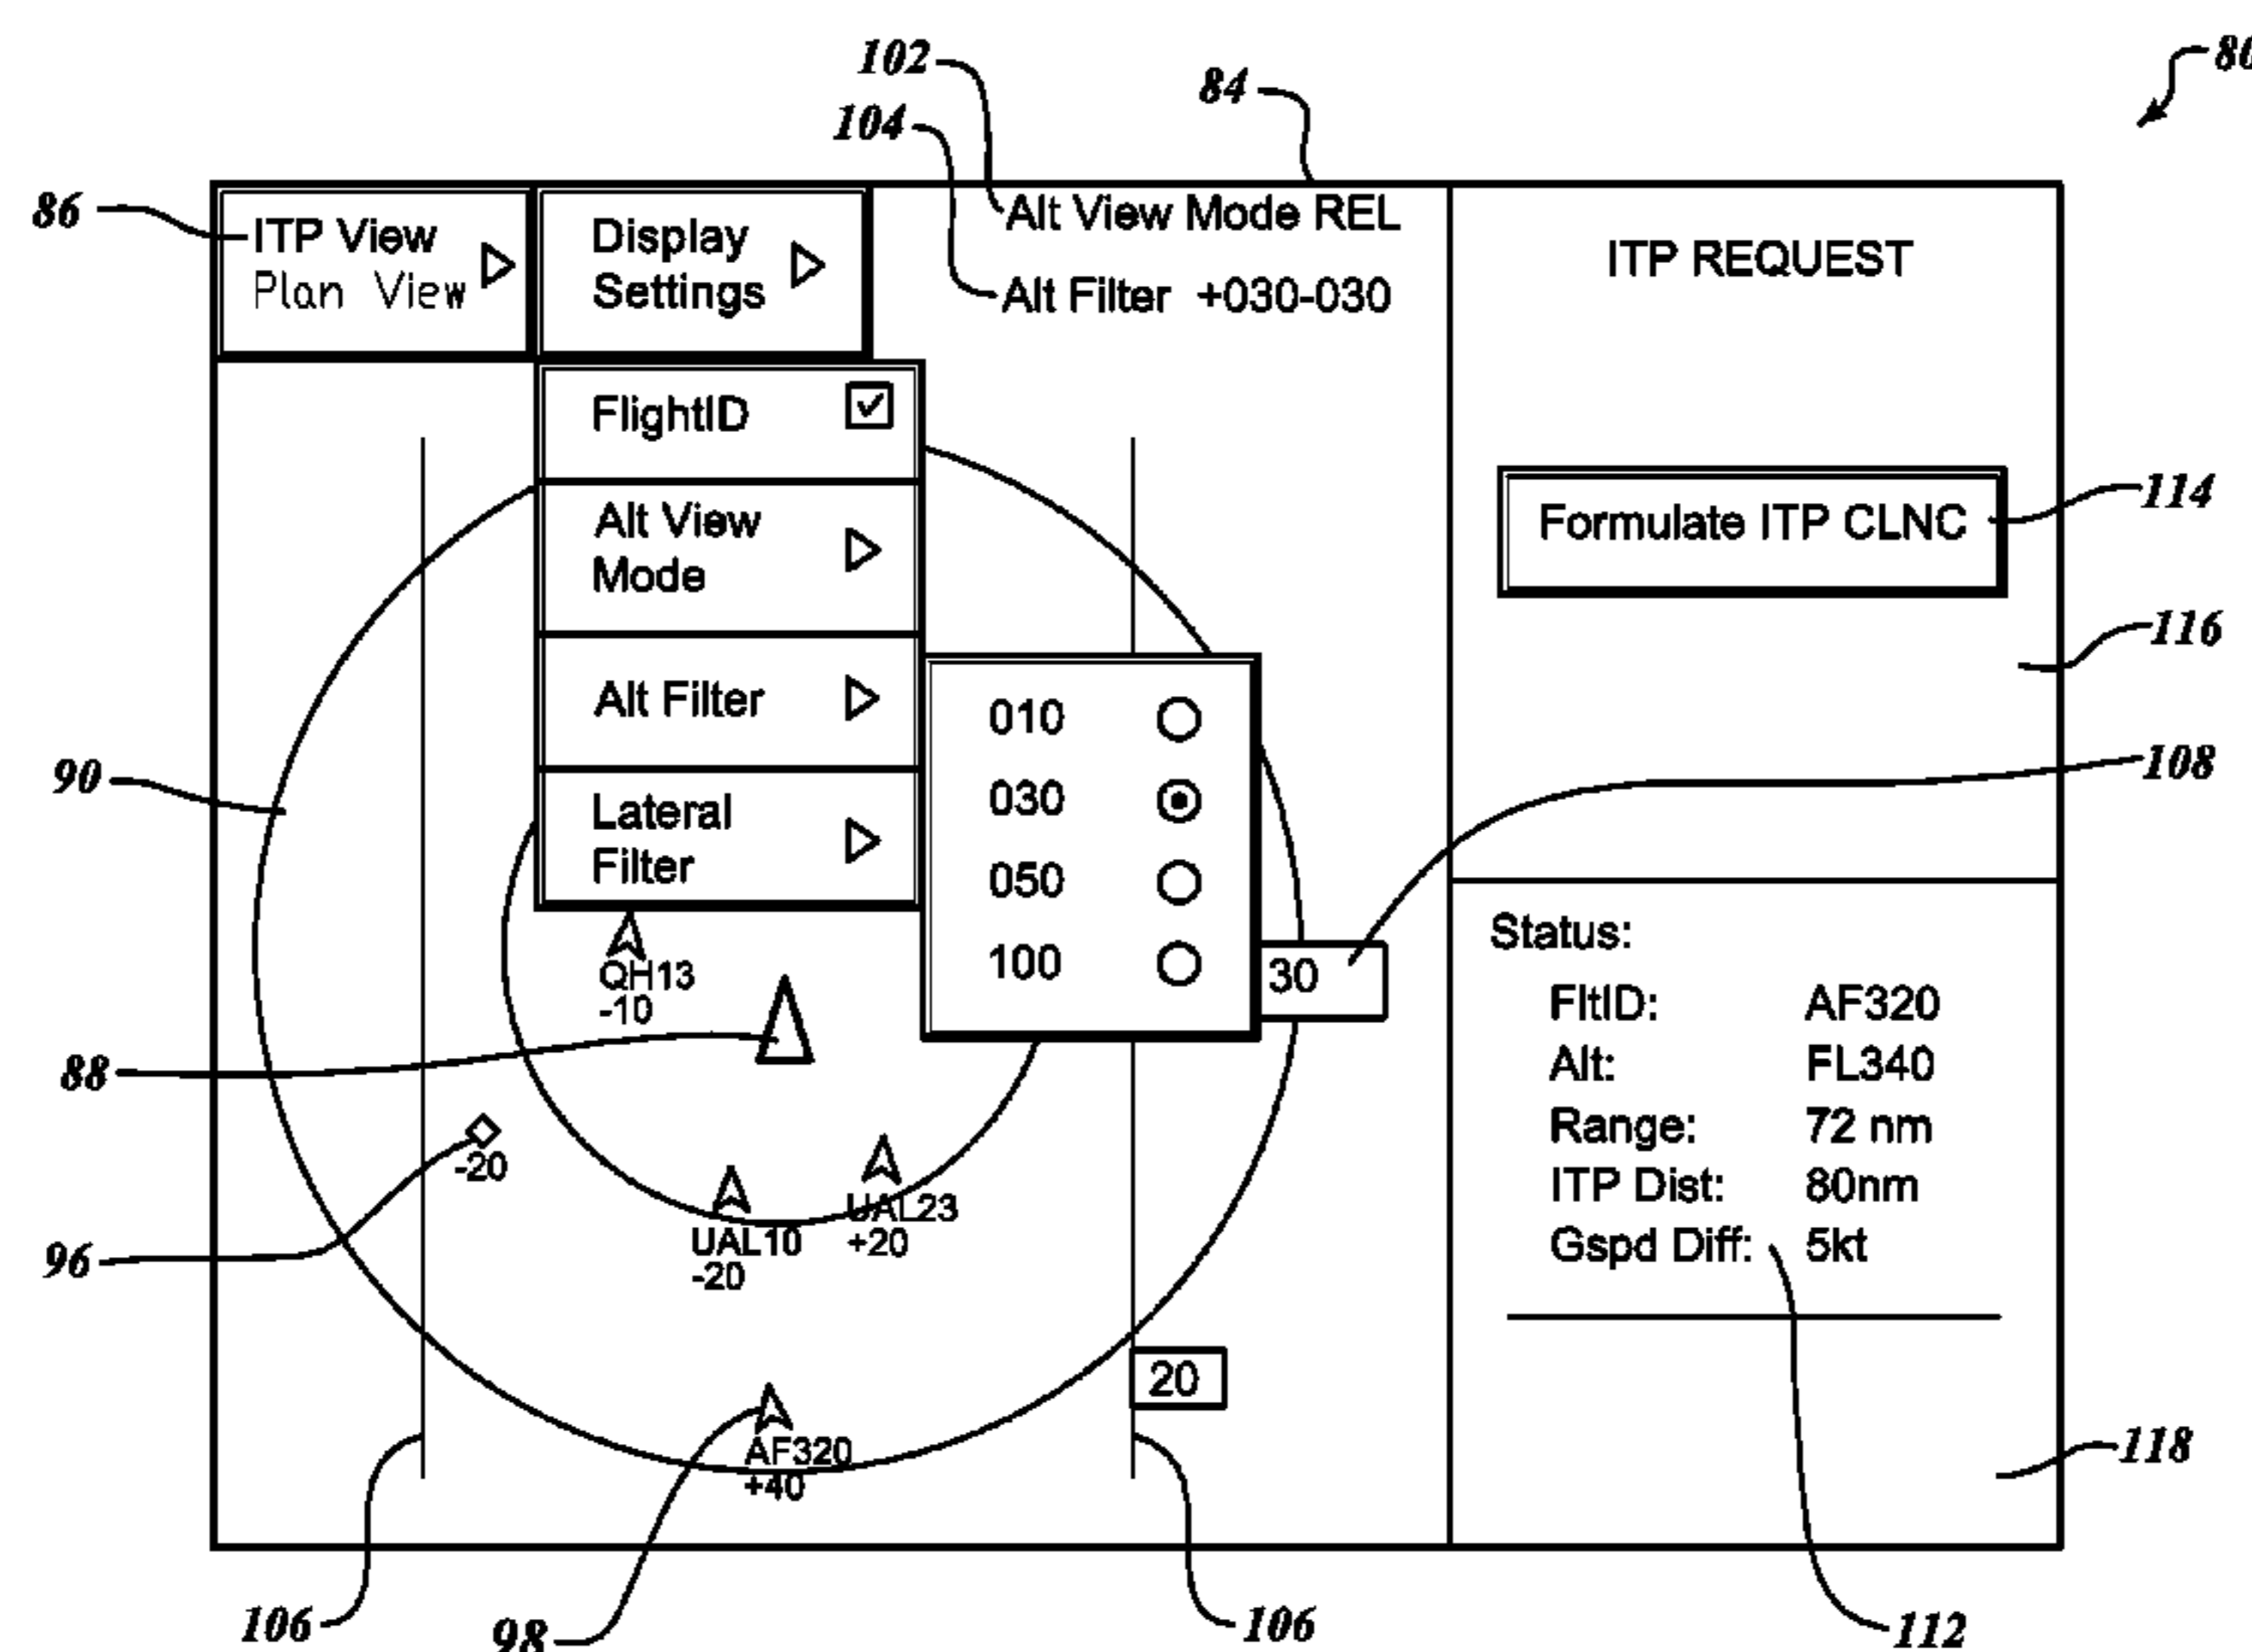 102
104
84
80
86
ITP View
Plan View
Display
Settings
Alt View Mode REL
Alt Filter +030-030
ITP REQUEST
FlightID
Alt View
Mode
Alt Filter
Lateral
Filter
010
030
050
100
Formulate ITP CLNC
114
116
108
90
30
QH13
-10
88
-20
96
UAL10
-20
UAL23
+20
20
AF320
+40
Status:
FltID: AF320
Alt: FL340
Range: 72 nm
ITP Dist: 80nm
Gspd Diff: 5kt
118
106
98
106
112